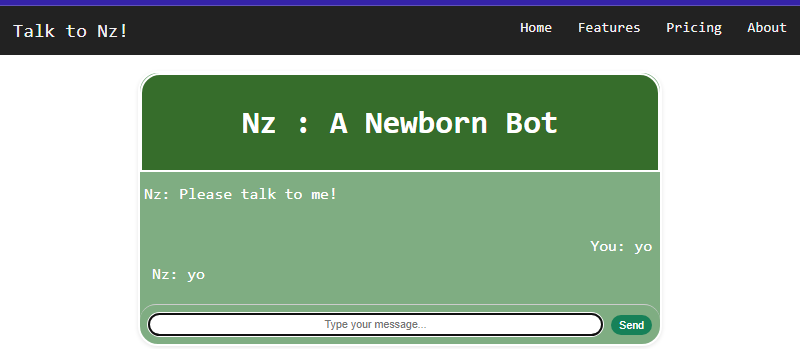 Talk to Nz! Home Features Pricing About
Nz : A Newborn Bot
Nz: Please talk to me!
You: yo
Nz: yo
Type your message... Send